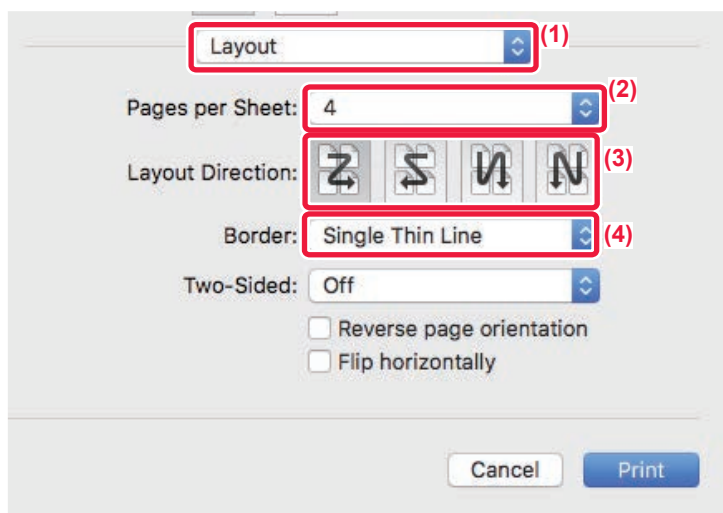 Layout (1)
Pages per Sheet: 4 (2)
Layout Direction: (3)
Border: Single Thin Line (4)
Two-Sided: Off
Reverse page orientation
Flip horizontally
Cancel Print